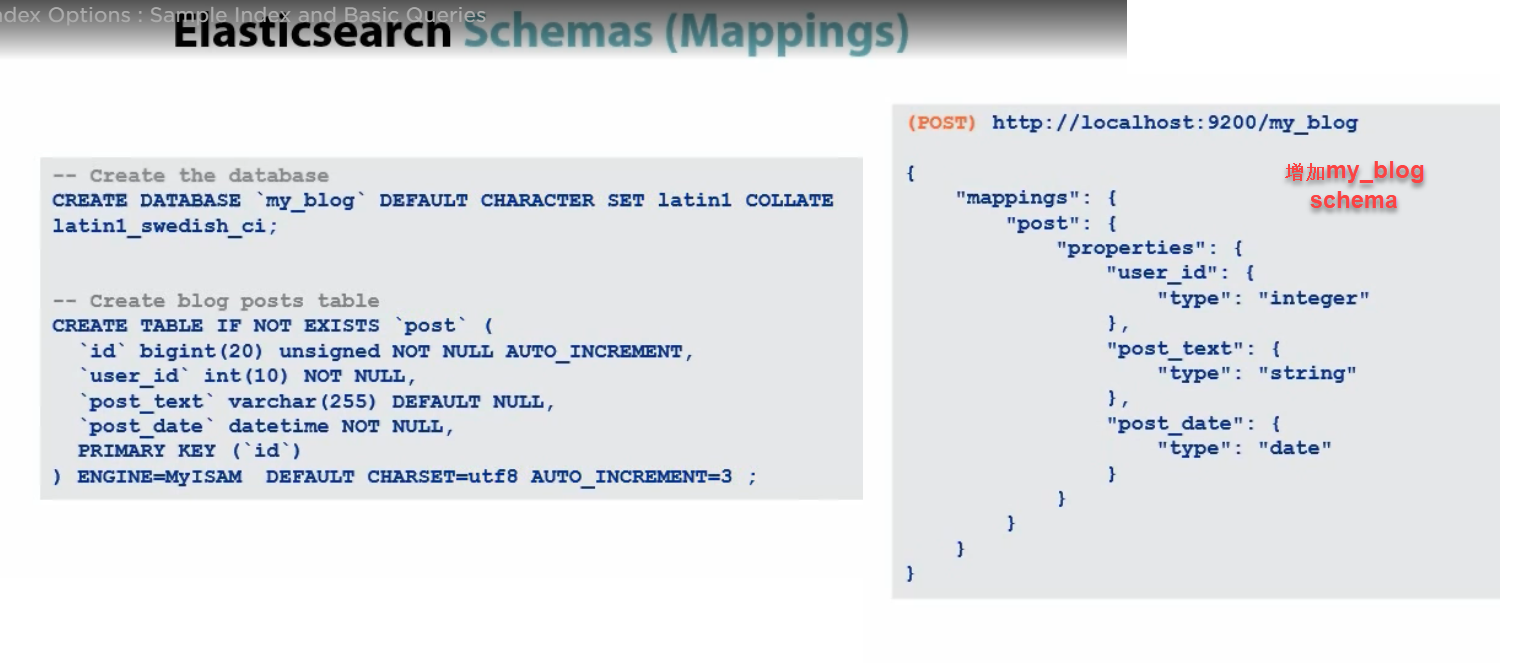 ndex Options : Sample Index and Basic Queries
Elasticsearch Schemas (Mappings)
-- Create the database
CREATE DATABASE `my_blog` DEFAULT CHARACTER SET latin1 COLLATE
latin1_swedish_ci;
-- Create blog posts table
CREATE TABLE IF NOT EXISTS `post` (
`id` bigint(20) unsigned NOT NULL AUTO_INCREMENT,
`user_id` int(10) NOT NULL,
`post_text` varchar(255) DEFAULT NULL,
`post_date` datetime NOT NULL,
PRIMARY KEY (`id`)
) ENGINE=MyISAM  DEFAULT CHARSET=utf8 AUTO_INCREMENT=3 ;
(POST) http://localhost:9200/my_blog
增加my_blog
schema
{
"mappings": {
"post": {
"properties": {
"user_id": {
"type": "integer"
},
"post_text": {
"type": "string"
},
"post_date": {
"type": "date"
}
}
}
}
}